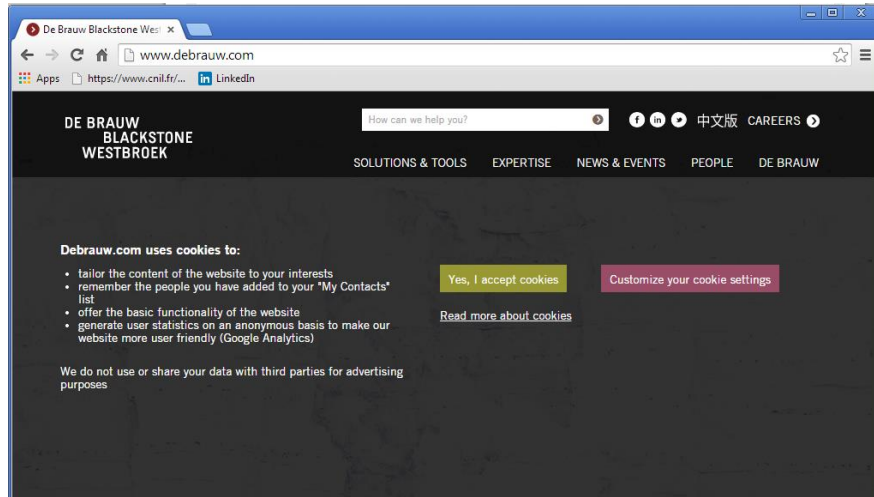 De Brauw Blackstone Wes
www.debrauw.com
Apps https://www.cnil.fr/... in LinkedIn
DE BRAUW
BLACKSTONE
WESTBROEK
How can we help you?
f in 中文版 CAREERS
SOLUTIONS & TOOLS EXPERTISE NEWS & EVENTS PEOPLE DE BRAUW
Debrauw.com uses cookies to:
• tailor the content of the website to your interests
• remember the people you have added to your "My Contacts"
list
• offer the basic functionality of the website
• generate user statistics on an anonymous basis to make our
website more user friendly (Google Analytics)
We do not use or share your data with third parties for advertising
purposes
Yes, I accept cookies
Customize your cookie settings
Read more about cookies